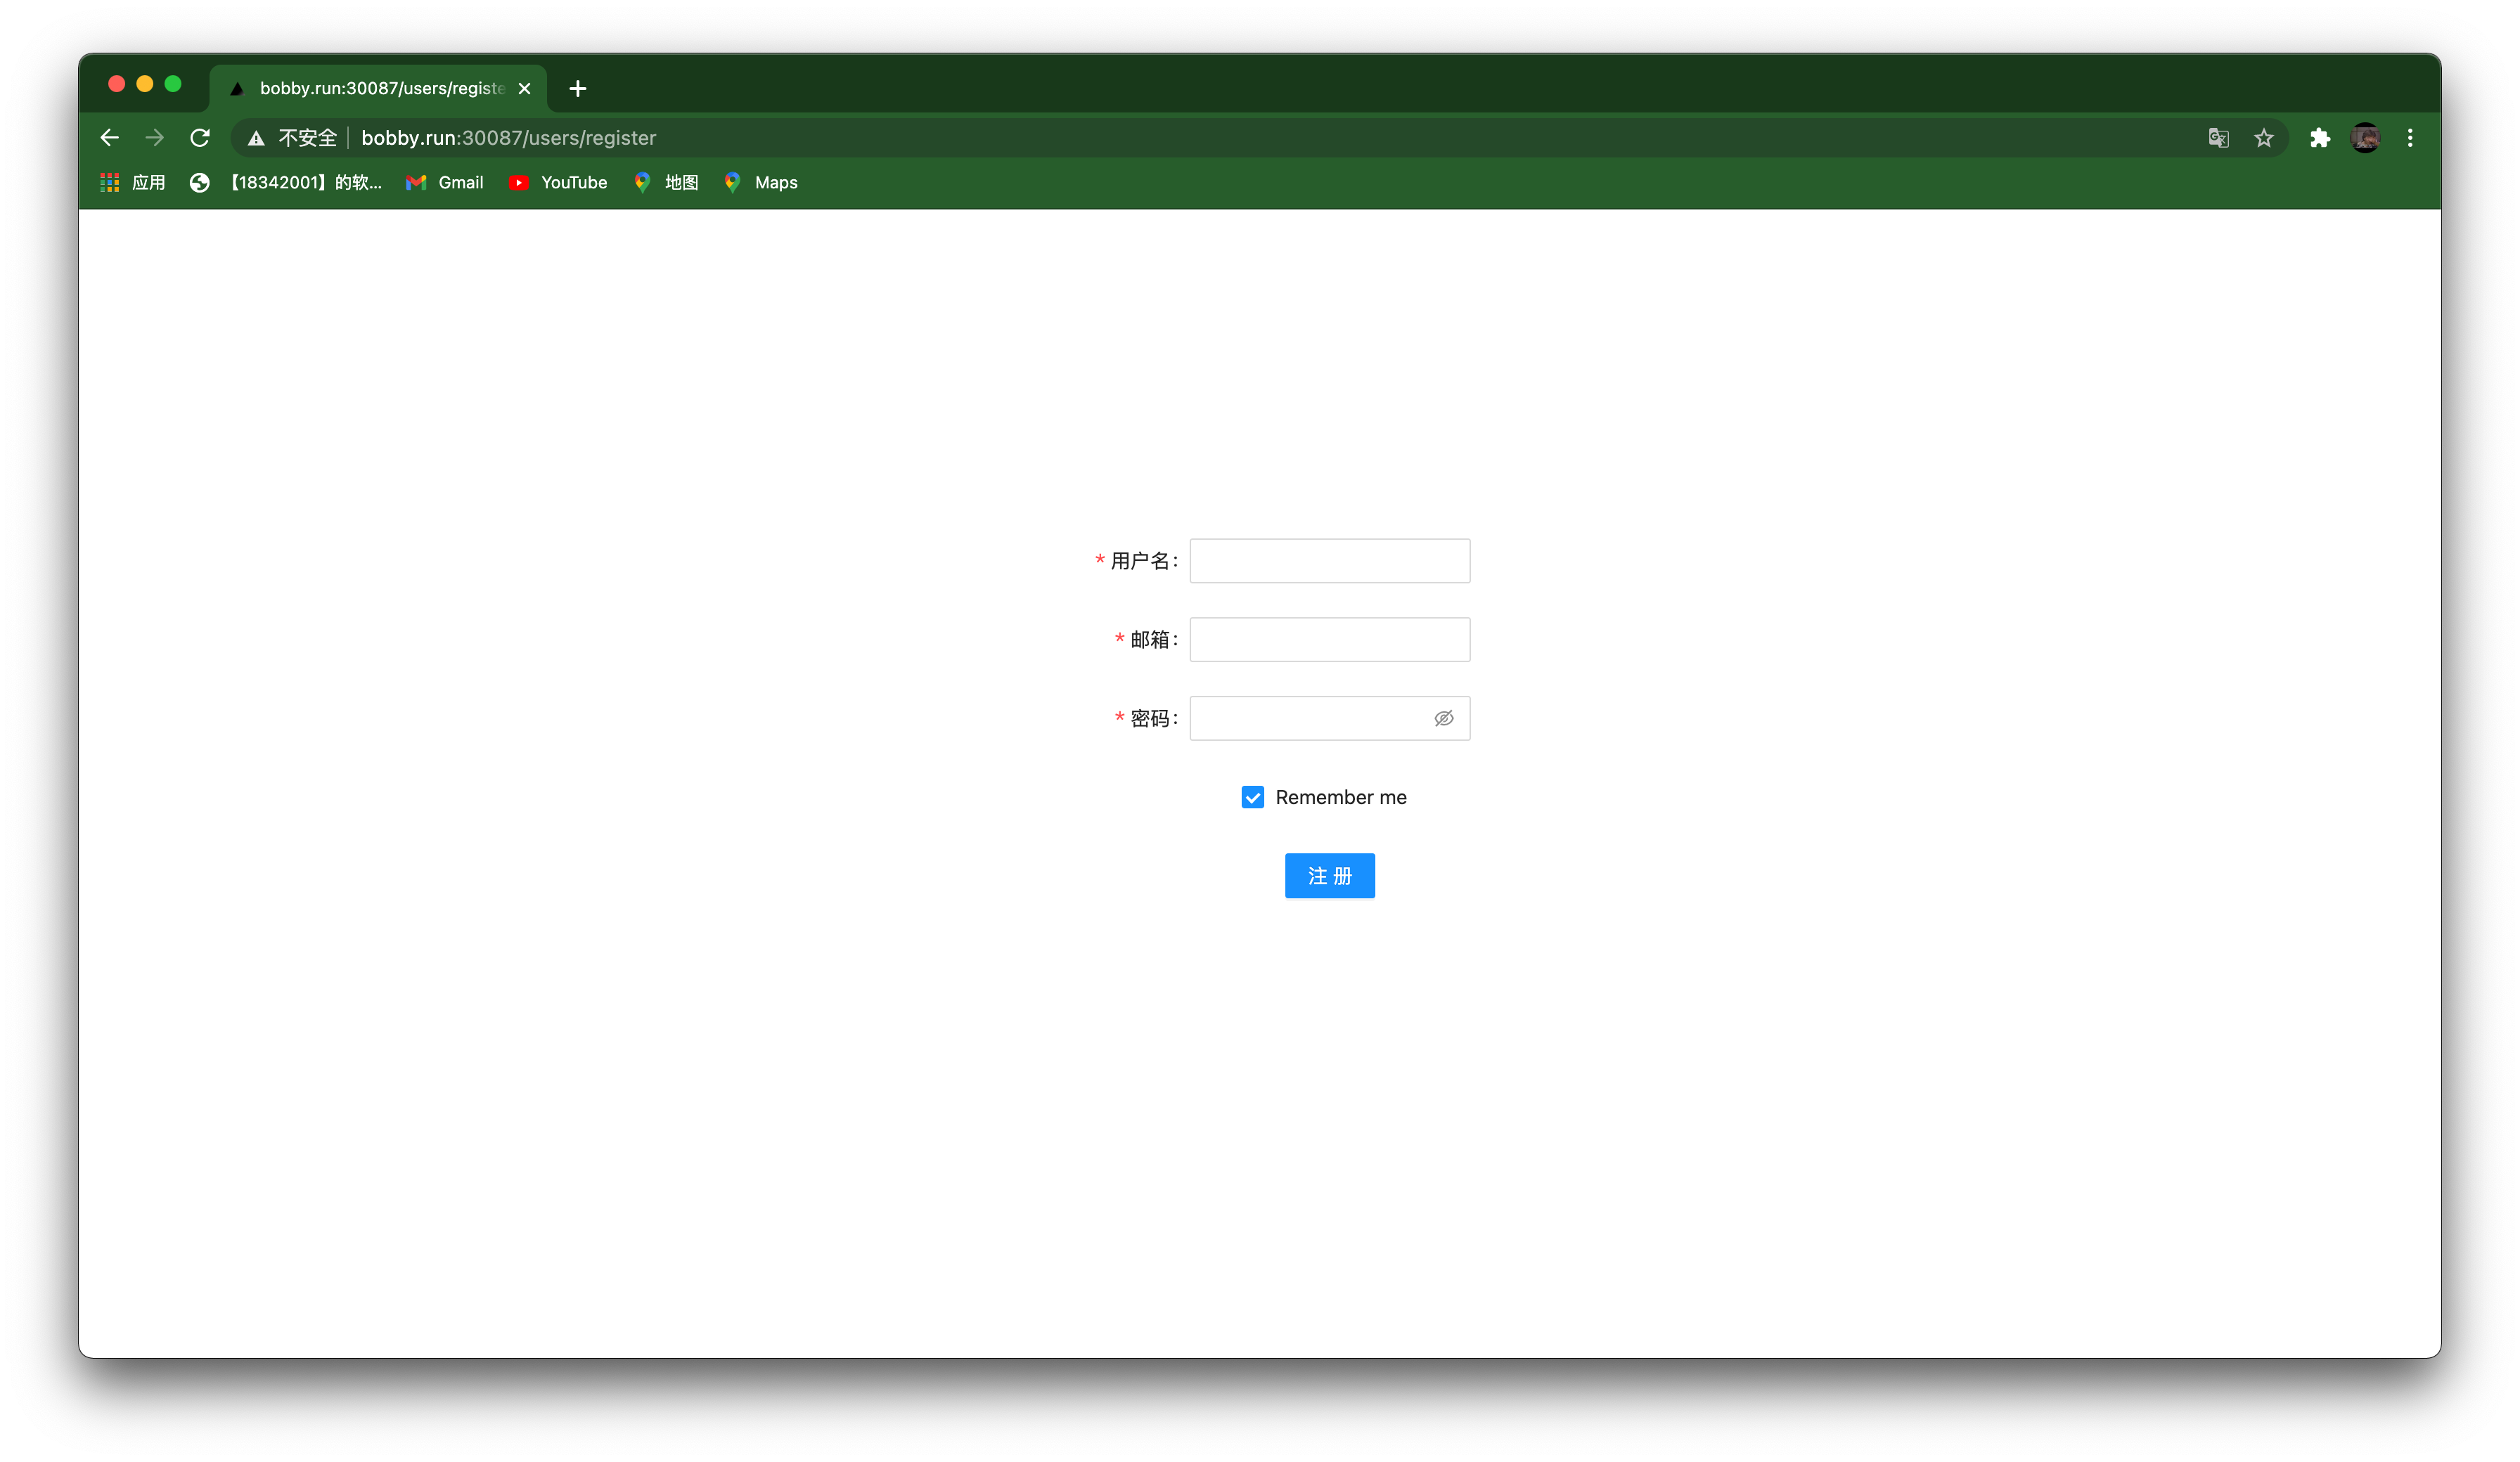 bobby.run:30087/users/registe
不安全 bobby.run:30087/users/register
应用 【18342001】的软... Gmail YouTube 地图 Maps
* 用户名:
* 邮箱:
* 密码:
Remember me
注 册